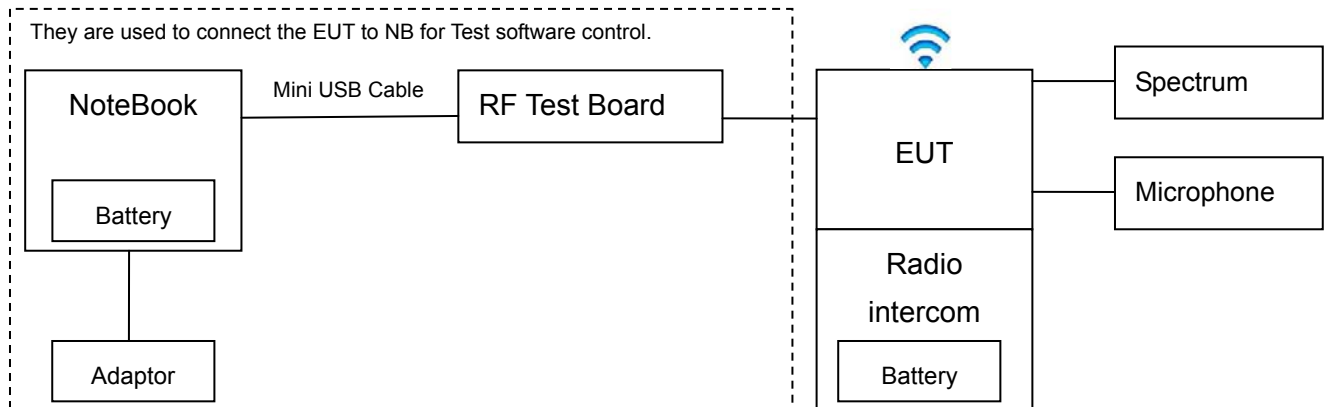 They are used to connect the EUT to NB for Test software control.
NoteBook
Mini USB Cable
RF Test Board
Battery
Adaptor
EUT
Spectrum
Microphone
Radio
intercom
Battery